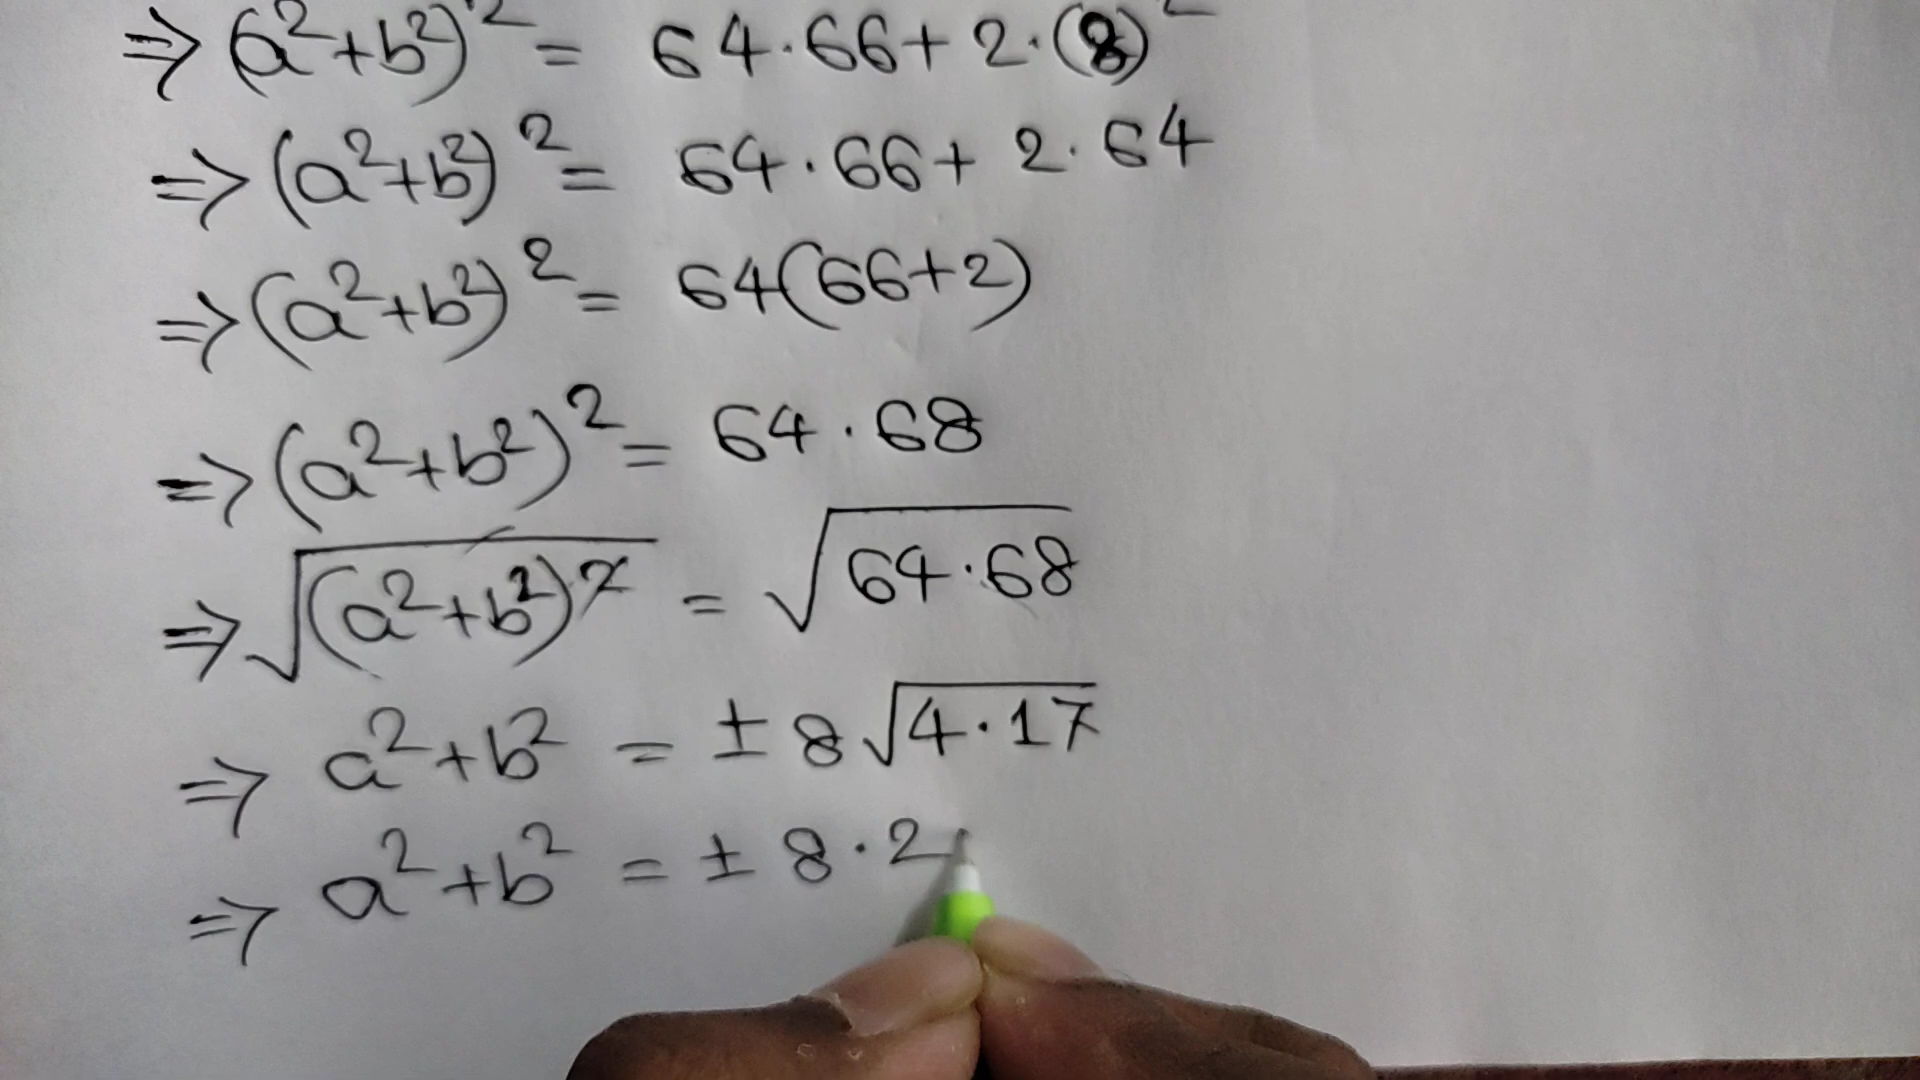 ⇒ (a²+b²)² = 64·66+2·(8)²
⇒ (a²+b²)² = 64·66+2·64
⇒ (a²+b²)² = 64(66+2)
⇒ (a²+b²)² = 64·68
⇒ √(a²+b²)² = √64·68
⇒ a²+b² = ±8√4·17
⇒ a²+b² = ±8·2